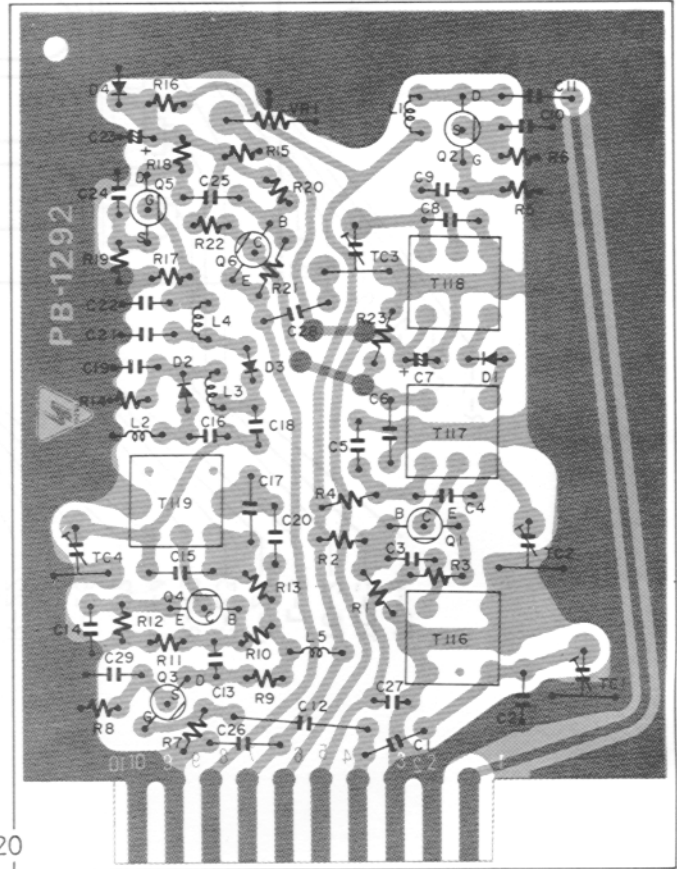 D4
R16
VR1
L1
D
C11
C23
+
C10
S
R15
Q2
R6
R18
G
D
Q5
C24
G
C25
R20
C9
R5
C8
S
R22
B
C
Q6
E
R19
R17
R21
TC3
T118
PB-1292
C22
L4
C28
R23
C21
C19
D2
D3
+
C7
D1
L3
R14
C6
L2
C16
C18
C5
T117
T119
C17
R4
C4
B
C
E
Q1
C20
R2
TC2
TC4
C15
C3
R3
R13
R1
Q4
E
C
B
C14
R12
T116
R11
R10
L5
C29
Q3
S
D
C13
R9
C27
TC1
C2
G
R8
R7
C12
C26
C1
20